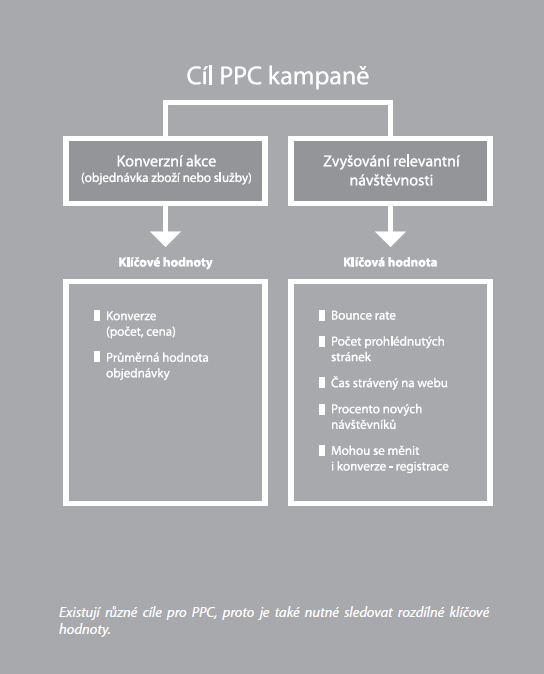 Cíl PPC kampaně
Konverzní akce
(objednávka zboží nebo služby)
Zvyšování relevantní
návštěvnosti
Klíčové hodnoty
Klíčová hodnota
Konverze
(počet, cena)
Průměrná hodnota
objednávky
Bounce rate
Počet prohlédnutých
stránek
Čas strávený na webu
Procento nových
návštěvníků
Mohou se měnit
i konverze - registrace
Existují různé cíle pro PPC, proto je také nutné sledovat rozdílné klíčové
hodnoty.